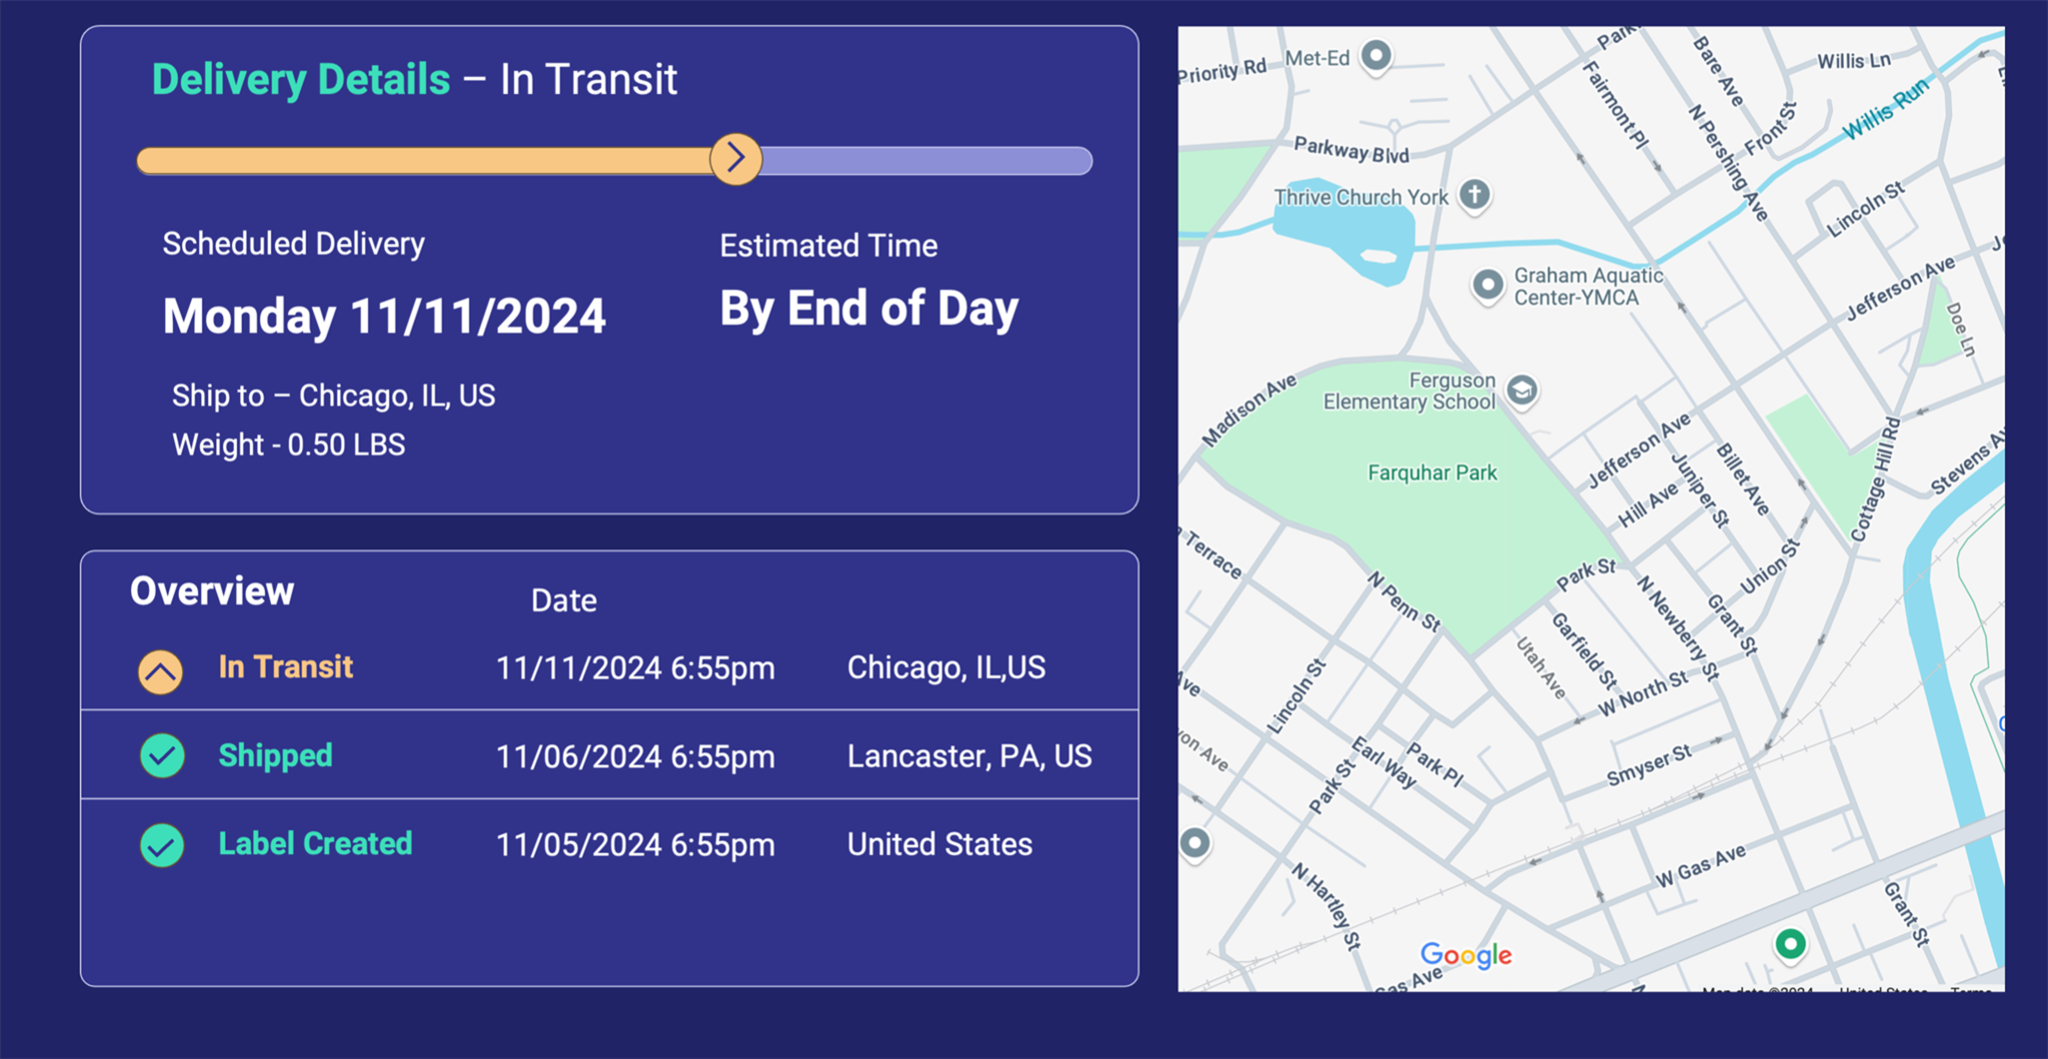 Delivery Details – In Transit
Scheduled Delivery
Monday 11/11/2024
Estimated Time
By End of Day
Ship to – Chicago, IL, US
Weight - 0.50 LBS
Overview
Date
In Transit 11/11/2024 6:55pm Chicago, IL,US
Shipped 11/06/2024 6:55pm Lancaster, PA, US
Label Created 11/05/2024 6:55pm United States
Priority Rd
Met-Ed
Park
Bare Ave
Willis Ln
Fairmont Pl
N Pershing Ave
Front St
Willis Run
Parkway Blvd
Thrive Church York
Lincoln St
Graham Aquatic
Center-YMCA
Jefferson Ave
Doe Ln
Madison Ave
Ferguson
Elementary School
Farquhar Park
Jefferson Ave
Juniper St
Billet Ave
Hill Ave
Cottage Hill Rd
Stevens Av
Terrace
N Penn St
Park St
Union St
N Newberry St
Grant St
Garfield St
Utah Ave
W North St
Ave
Lincoln St
von Ave
Park St
Earl Way
Park Pl
Smyser St
W Gas Ave
N Hartley St
Grant St
Google
Gas Ave
Map data ©2024 United States Terms